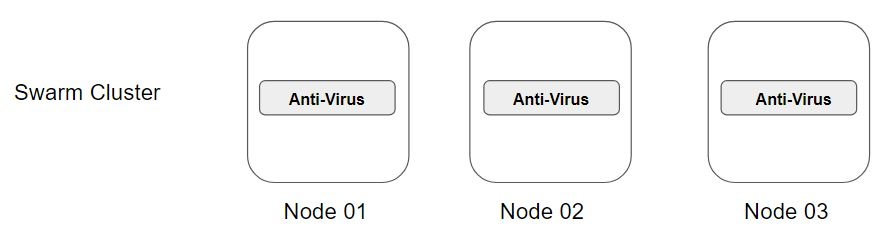 Swarm Cluster
Anti-Virus
Anti-Virus
Anti-Virus
Node 01
Node 02
Node 03